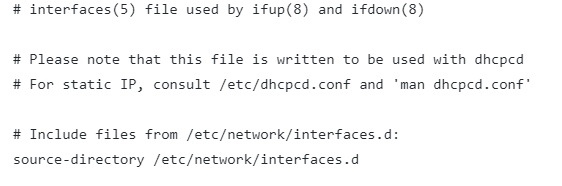 # interfaces(5) file used by ifup(8) and ifdown(8)
# Please note that this file is written to be used with dhcpcd
# For static IP, consult /etc/dhcpcd.conf and 'man dhcpcd.conf'
# Include files from /etc/network/interfaces.d:
source-directory /etc/network/interfaces.d